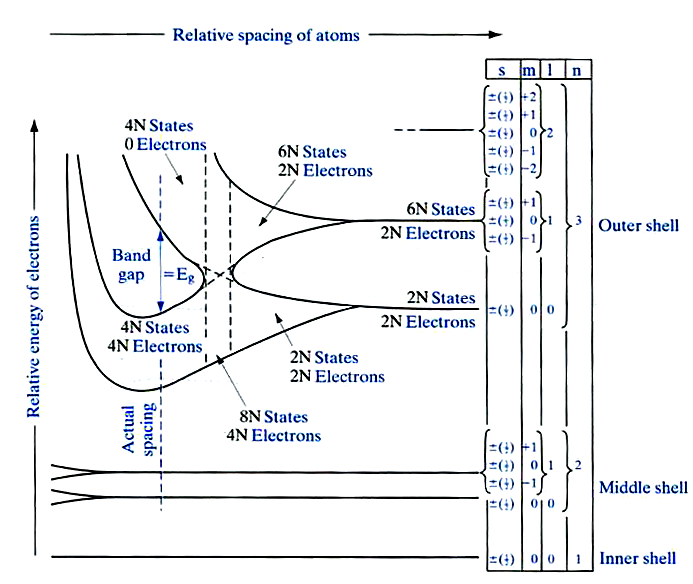 Relative spacing of atoms
s m l n
±(½) +2
±(½) +1
±(½) 0 2
±(½) −1
±(½) −2
4N States
0 Electrons
6N States
2N Electrons
6N States
2N Electrons
±(½) +1
±(½) 0 1 3
±(½) −1
Outer shell
Band
gap
=Eg
2N States
2N Electrons
±(½) 0 0
4N States
4N Electrons
2N States
2N Electrons
8N States
4N Electrons
Actual
spacing
Relative energy of electrons
±(½) +1
±(½) 0 1 2
±(½) −1
±(½) 0 0
Middle shell
±(½) 0 0 1
Inner shell